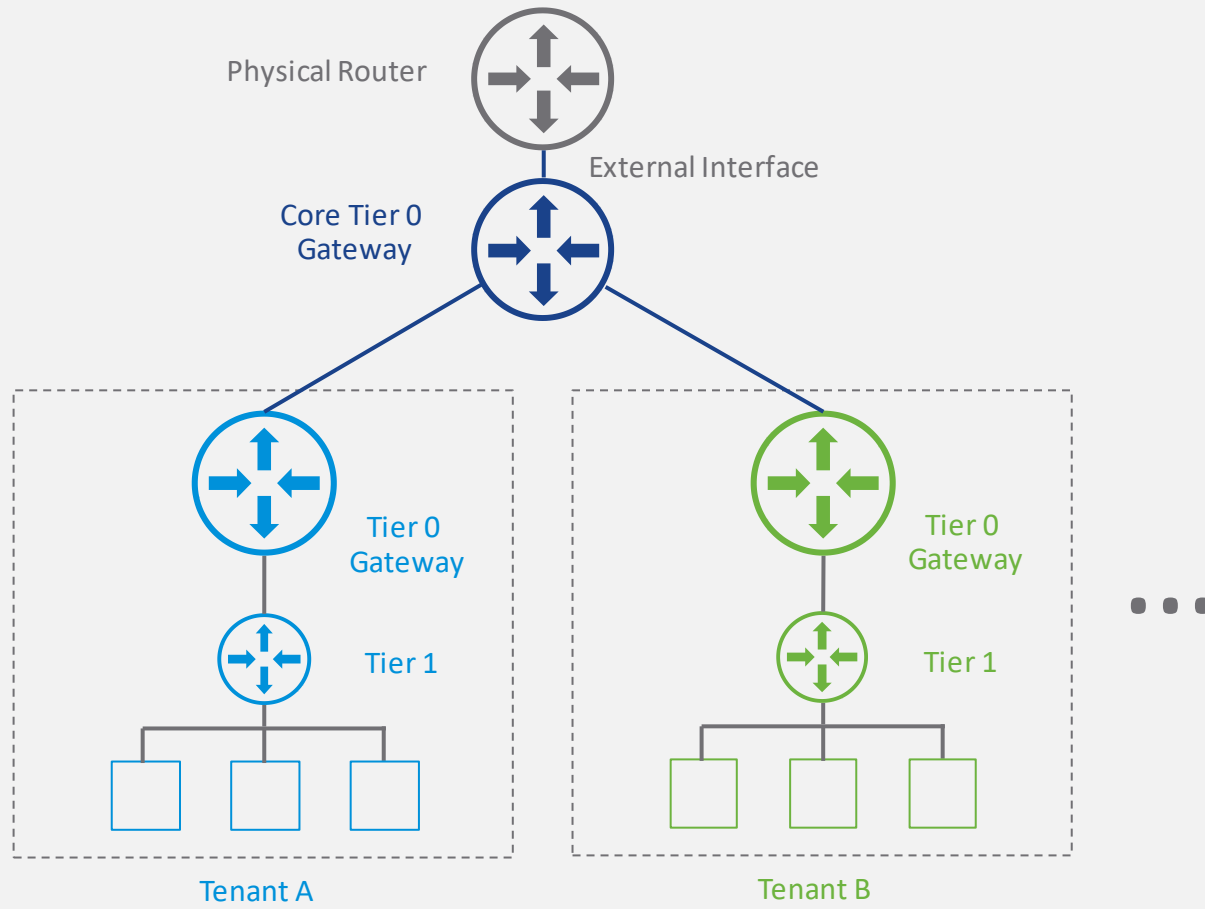 Physical Router
External Interface
Core Tier 0
Gateway
Tier 0
Gateway
Tier 1
Tenant A
Tier 0
Gateway
Tier 1
Tenant B
...